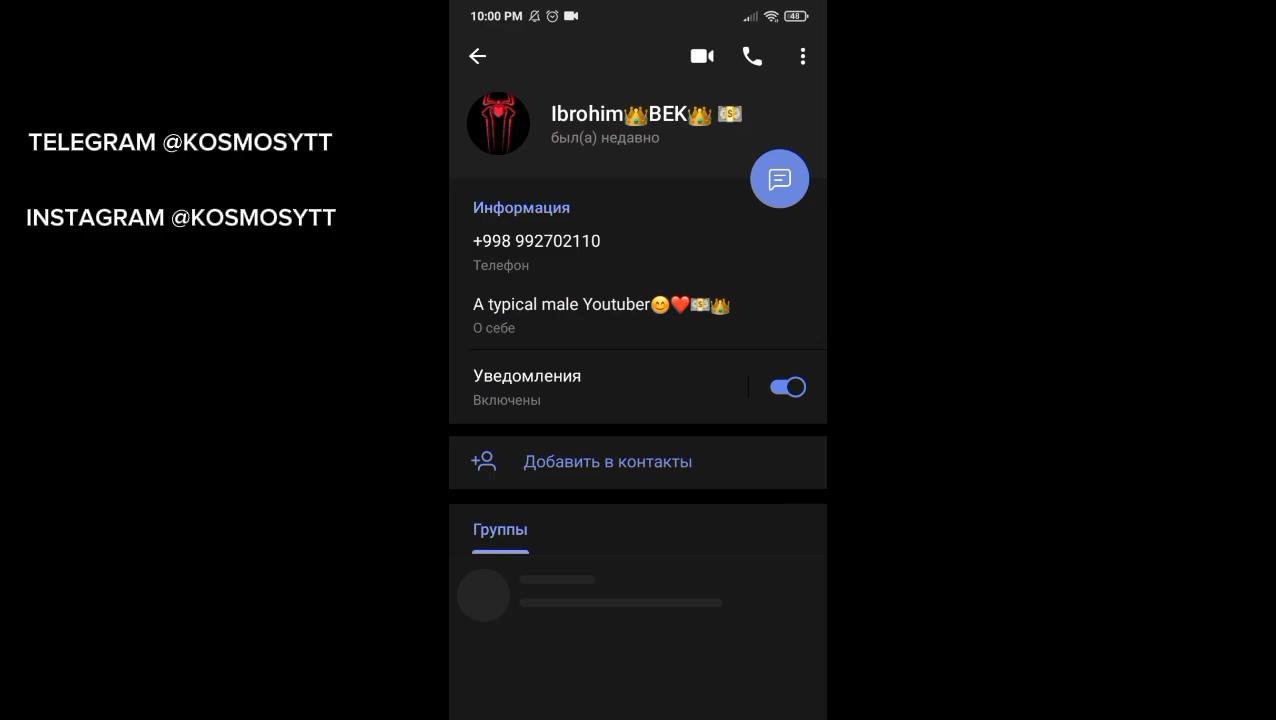 TELEGRAM @KOSMOSYTT
INSTAGRAM @KOSMOSYTT
10:00 PM 48
Ibrohim👑BEK👑 💵
был(а) недавно
Информация
+998 992702110
Телефон
A typical male Youtuber😊❤️💵👑
О себе
Уведомления
Включены
Добавить в контакты
Группы